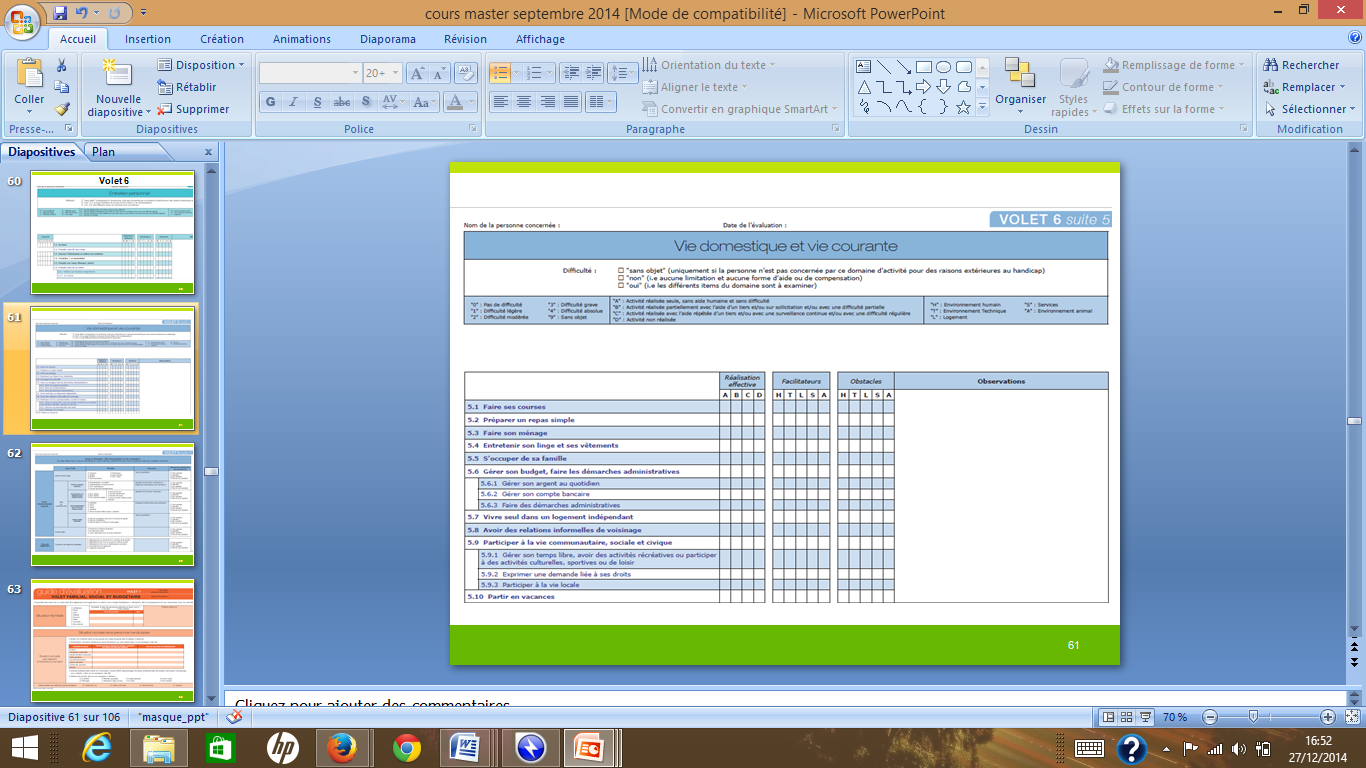 cours master septembre 2014 [Mode de compatibilité] - Microsoft PowerPoint
Accueil Insertion Création Animations Diaporama Révision Affichage
Coller
Presse-...
Nouvelle diapositive
Disposition
Rétablir
Supprimer
Diapositives
20+
G I S abc S AV Aa A
Police
Orientation du texte
Aligner le texte
Convertir en graphique SmartArt
Paragraphe
Organiser
Styles rapides
Remplissage de forme
Contour de forme
Effets sur la forme
Dessin
Rechercher
Remplacer
Sélectionner
Modification
Diapositives Plan x
60
Volet 6
Entretien personnel
61
62
63
VOLET 6 suite 5
Nom de la personne concernée : Date de l'évaluation :
Vie domestique et vie courante
Difficulté : "sans objet" (uniquement si la personne n'est pas concernée par ce domaine d'activité pour des raisons extérieures au handicap)
"non" (i.e aucune limitation et aucune forme d'aide ou de compensation)
"oui" (i.e les différents items du domaine sont à examiner)
"0" : Pas de difficulté
"1" : Difficulté légère
"2" : Difficulté modérée
"3" : Difficulté grave
"4" : Difficulté absolue
"9" : Sans objet
"A" : Activité réalisée seule, sans aide humaine et sans difficulté
"B" : Activité réalisée partiellement avec l'aide d'un tiers et/ou sur sollicitation et/ou avec une difficulté partielle
"C" : Activité réalisée avec l'aide répétée d'un tiers et/ou avec une surveillance continue et/ou avec une difficulté régulière
"D" : Activité non réalisée
"H" : Environnement humain
"T" : Environnement Technique
"L" : Logement
"S" : Services
"A" : Environnement animal
Réalisation effective Facilitateurs Obstacles Observations
A B C D H T L S A H T L S A
5.1 Faire ses courses
5.2 Préparer un repas simple
5.3 Faire son ménage
5.4 Entretenir son linge et ses vêtements
5.5 S'occuper de sa famille
5.6 Gérer son budget, faire les démarches administratives
5.6.1 Gérer son argent au quotidien
5.6.2 Gérer son compte bancaire
5.6.3 Faire des démarches administratives
5.7 Vivre seul dans un logement indépendant
5.8 Avoir des relations informelles de voisinage
5.9 Participer à la vie communautaire, sociale et civique
5.9.1 Gérer son temps libre, avoir des activités récréatives ou participer
à des activités culturelles, sportives ou de loisir
5.9.2 Exprimer une demande liée à ses droits
5.9.3 Participer à la vie locale
5.10 Partir en vacances
61
Cliquez pour ajouter des commentaires
Diapositive 61 sur 106 "masque_ppt" 70 %
16:52
27/12/2014